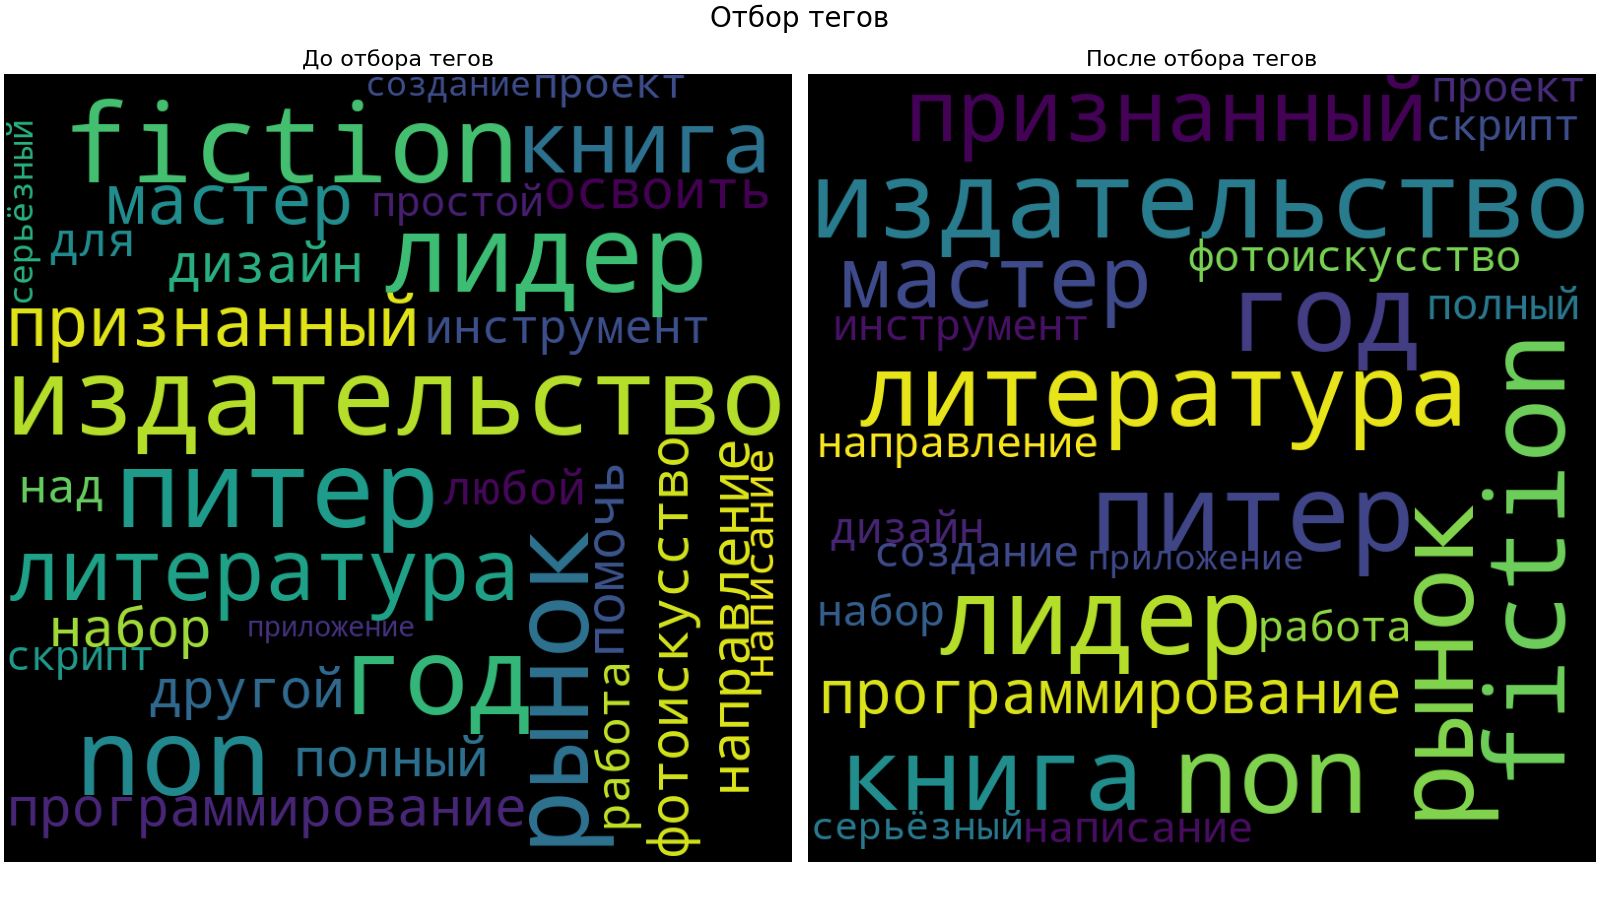 Отбор тегов
До отбора тегов
создание проект
fiction книга
серьёзный
мастер простой освоить
для дизайн лидер
признанный инструмент
издательство
над питер любой помочь фотоискусство направление написание
литература рынок
набор приложение
скрипт
другой год работа
non полный
программирование
После отбора тегов
признанный проект
скрипт
издательство
мастер фотоискусство
инструмент год полный
литература fiction
направление
питер рынок
дизайн
создание приложение
набор лидер работа
программирование
книга non
серьёзный написание